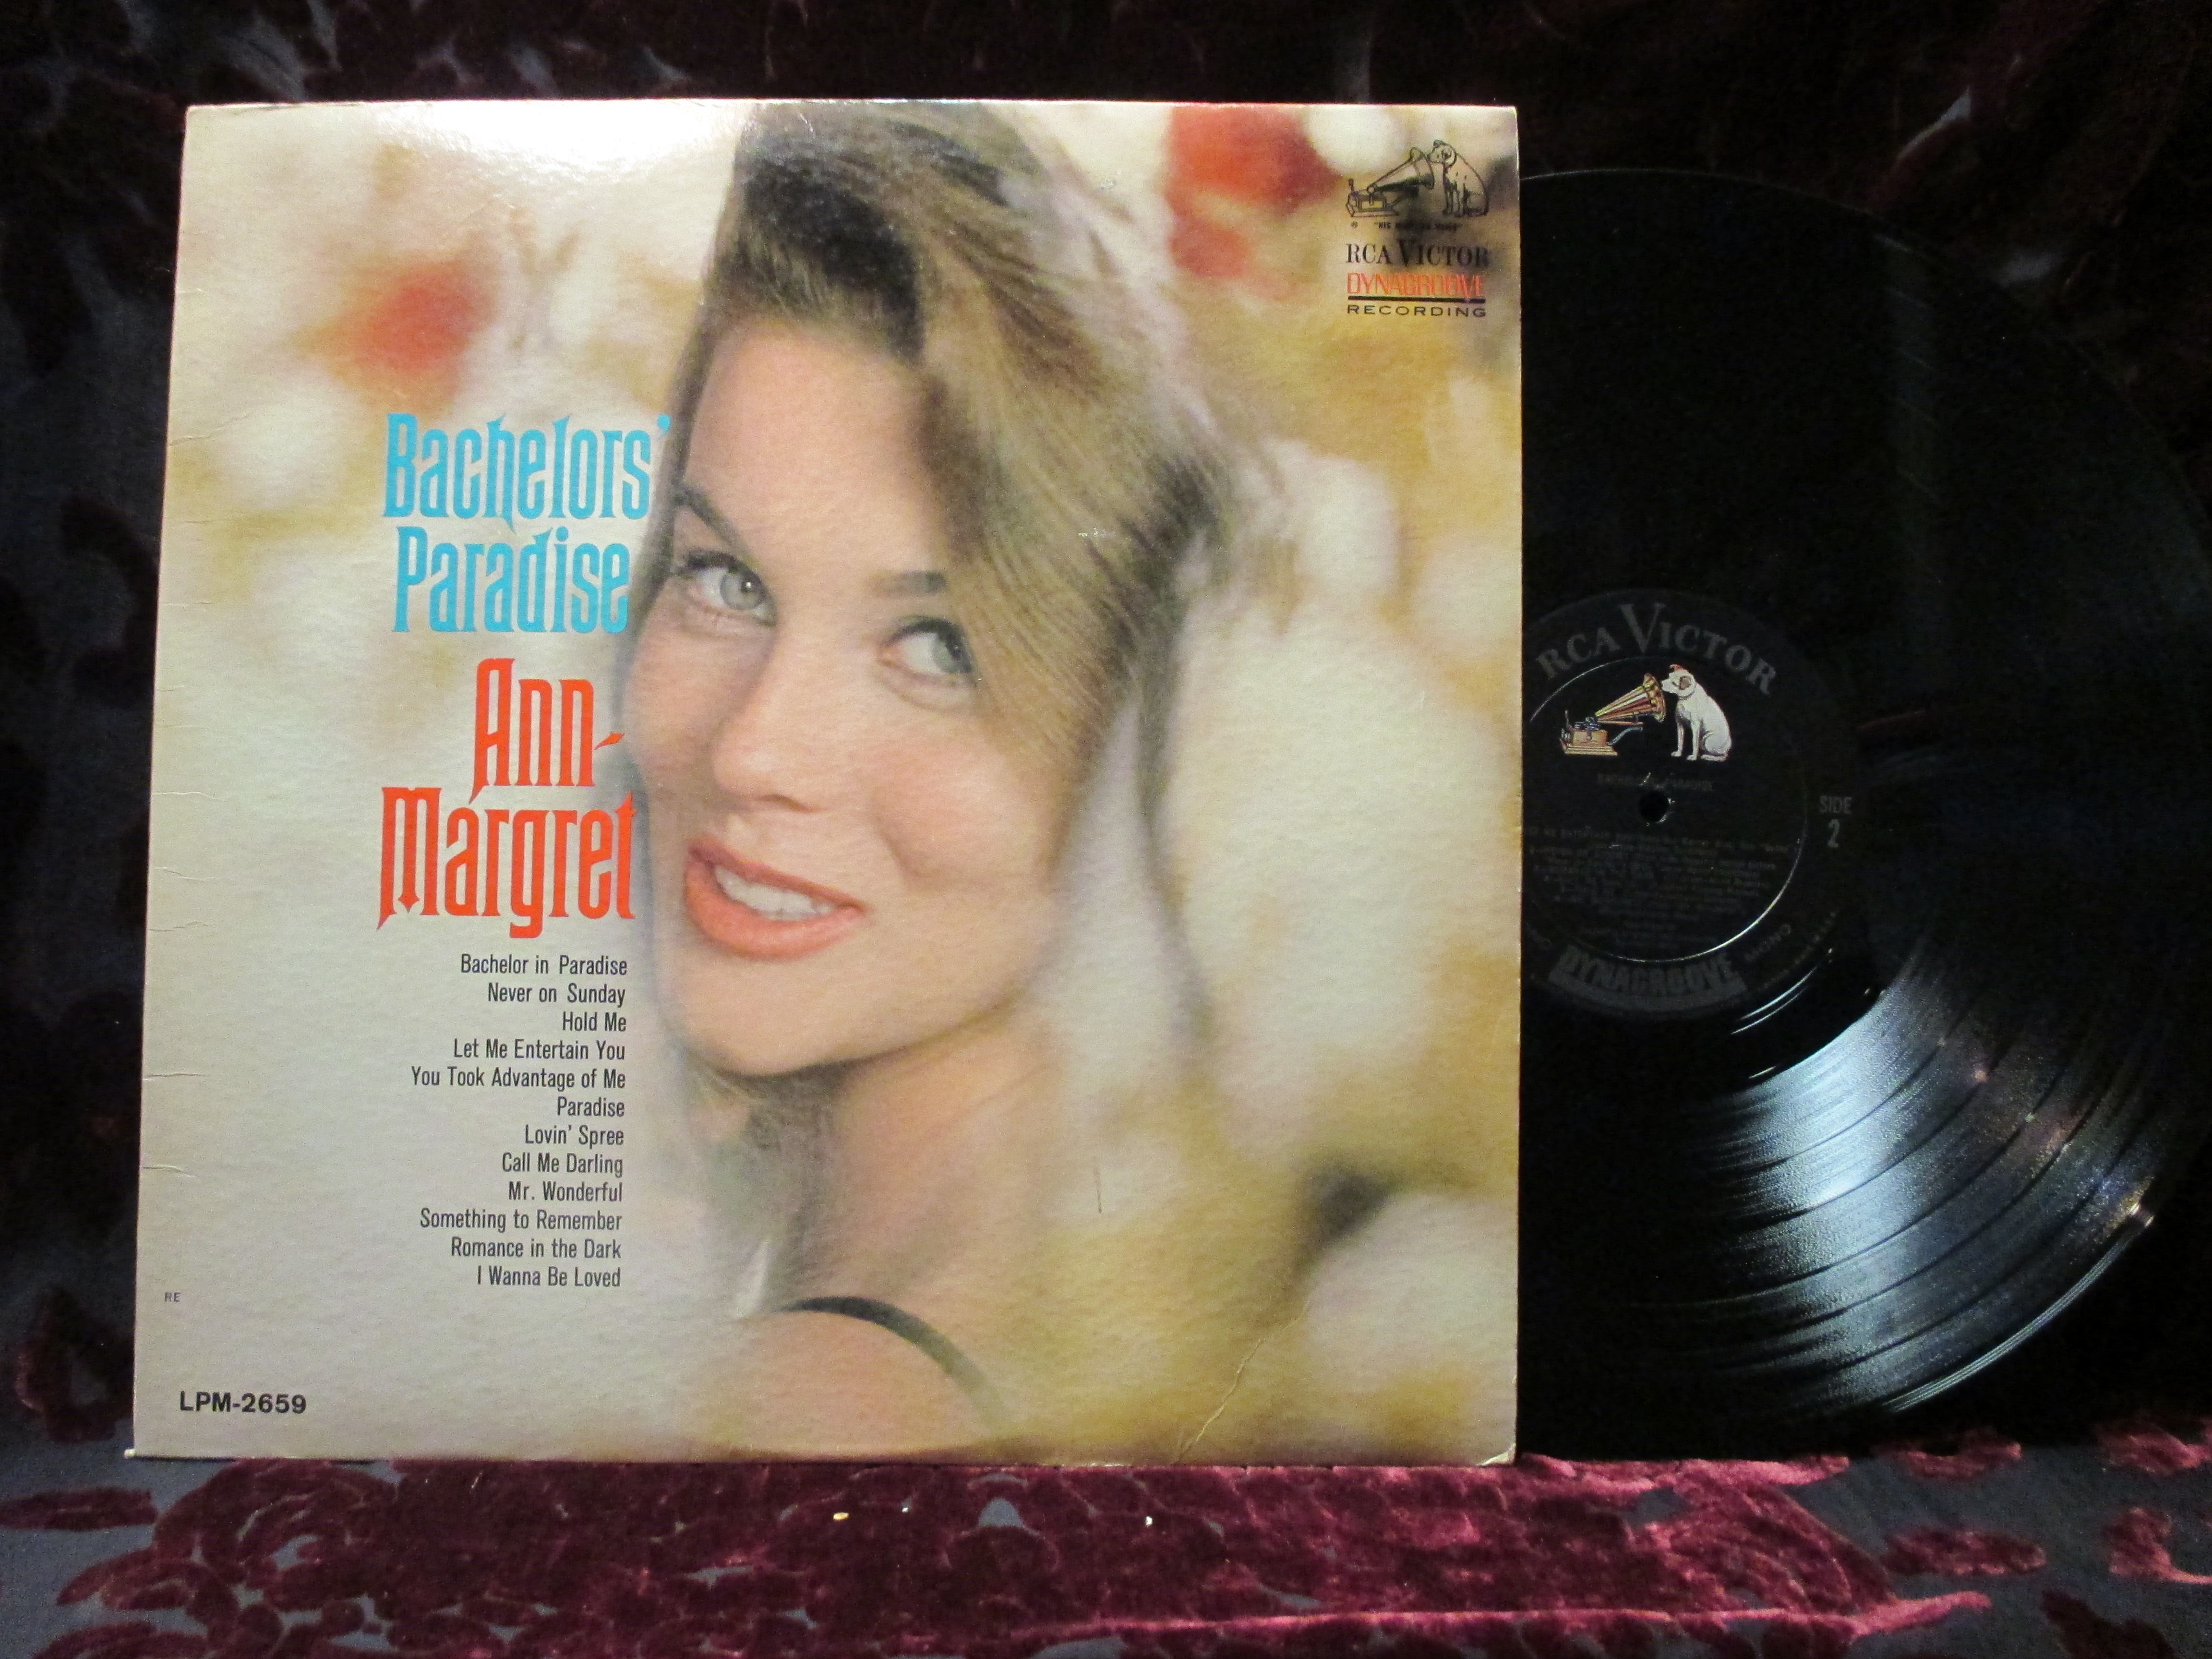 "HIS MASTER'S VOICE"
RCA VICTOR
DYNAGROOVE
RECORDING
Bachelors'
Paradise
Ann-
Margret
Bachelor in Paradise
Never on Sunday
Hold Me
Let Me Entertain You
You Took Advantage of Me
Paradise
Lovin' Spree
Call Me Darling
Mr. Wonderful
Something to Remember
Romance in the Dark
I Wanna Be Loved
RE
LPM-2659
RCA VICTOR
SIDE
2
DYNAGROOVE